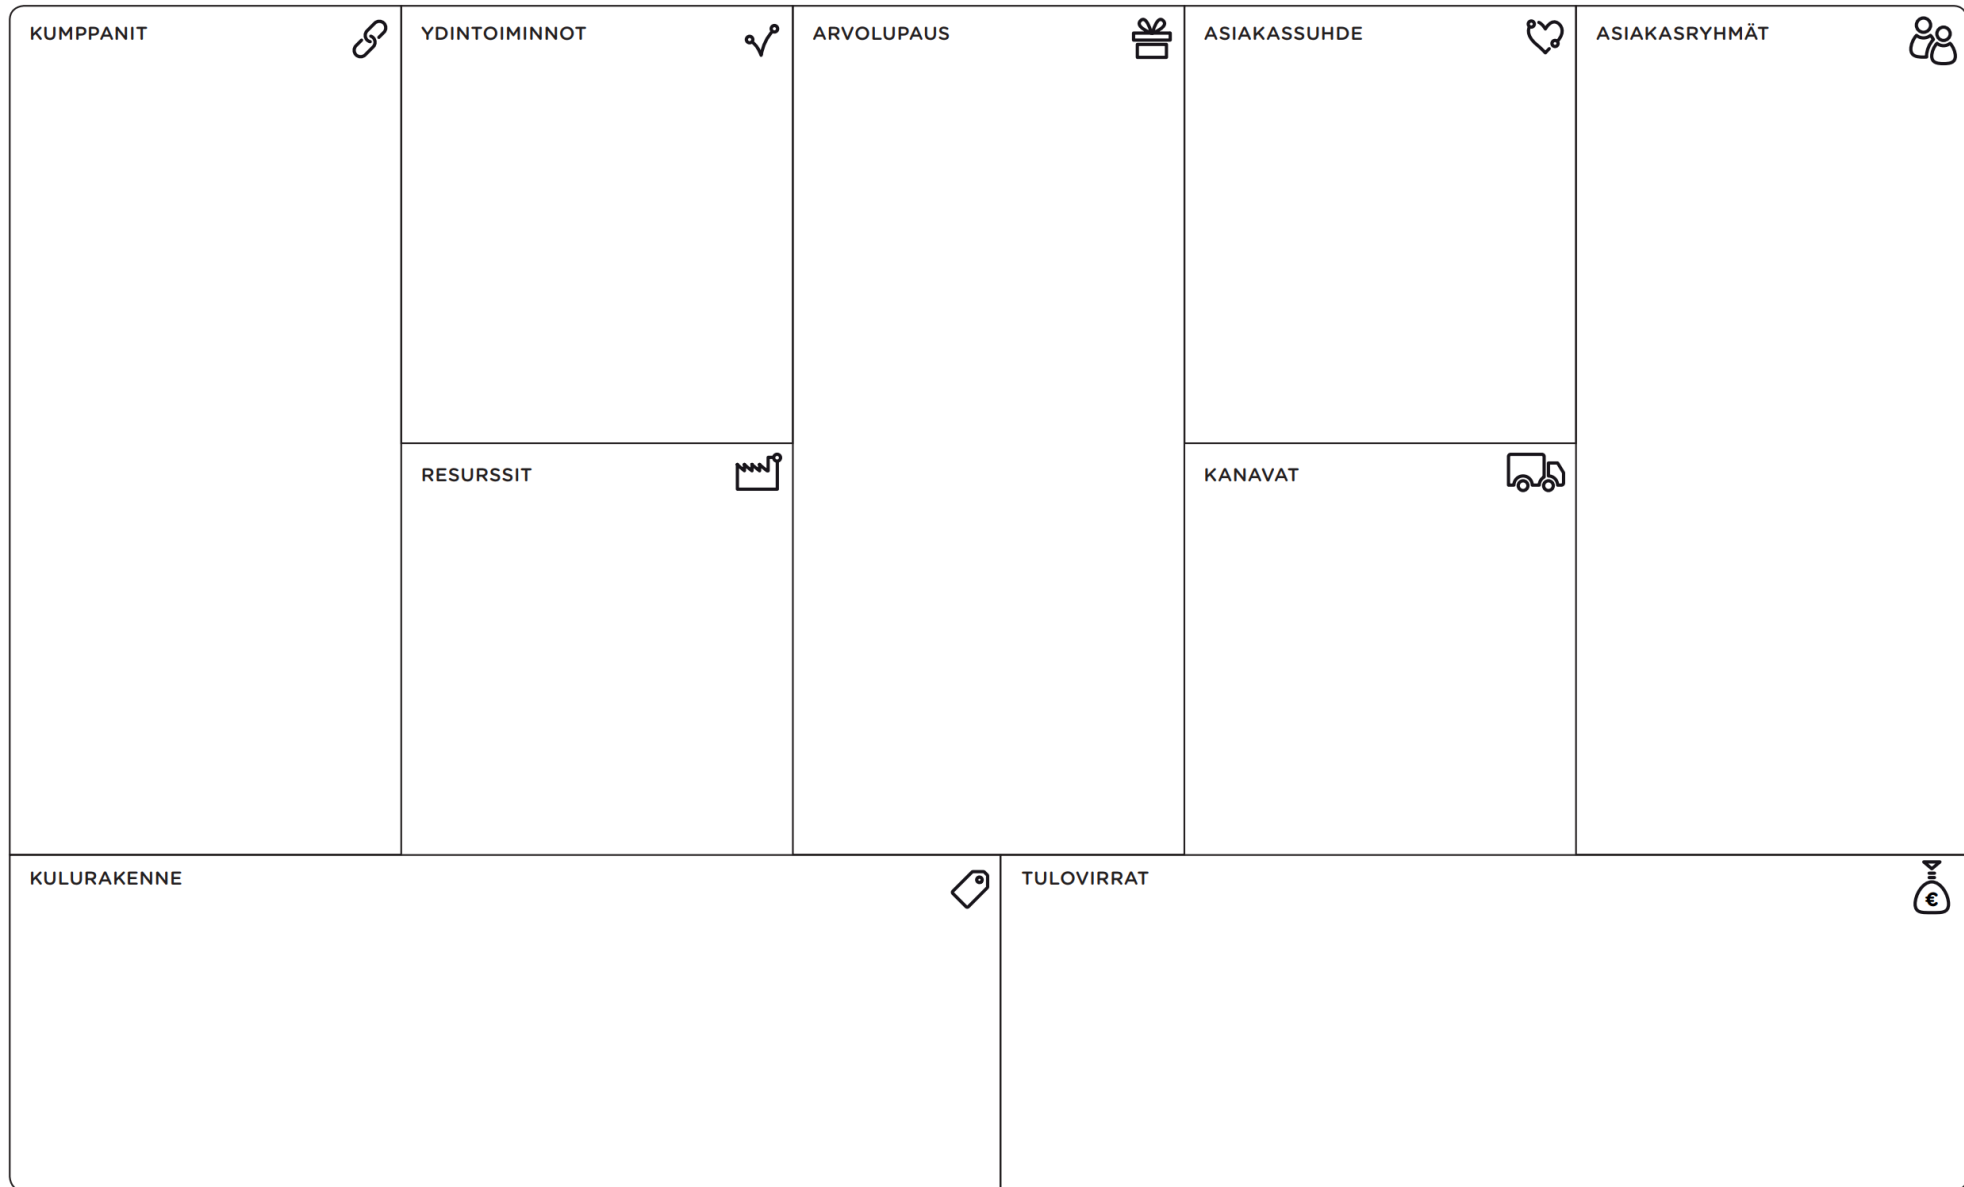 KUMPPANIT
YDINTOIMINNOT
ARVOLUPAUS
ASIAKASSUHDE
ASIAKASRYHMÄT
RESURSSIT
KANAVAT
KULURAKENNE
TULOVIRRAT
€